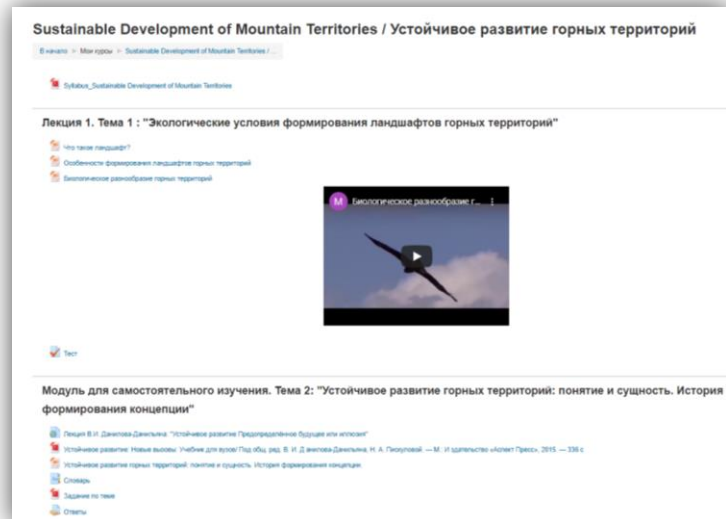 Sustainable Development of Mountain Territories / Устойчивое развитие горных территорий
В начало > Мои курсы > Sustainable Development of Mountain Territories / ...
Syllabus_Sustainable Development of Mountain Territories
Лекция 1. Тема 1 : "Экологические условия формирования ландшафтов горных территорий"
Что такое ландшафт?
Особенности формирования ландшафтов горных территорий
Биологическое разнообразие горных территорий
М Биологическое разнообразие г...
Тест
Модуль для самостоятельного изучения. Тема 2: "Устойчивое развитие горных территорий: понятие и сущность. История
формирования концепции"
Лекция В.И. Данилова-Данильяна. "Устойчивое развитие Предопределённое будущее или иллюзия"
Устойчивое развитие: Новые вызовы: Учебник для вузов/ Под общ. ред. В. И. Д анилова-Данильяна, Н. А. Пискуловой. — М.: И здательство «Аспект Пресс», 2015. — 336 с.
Устойчивое развитие горных территорий: понятие и сущность. История формирования концепции
Словарь
Задание по теме
Ответы